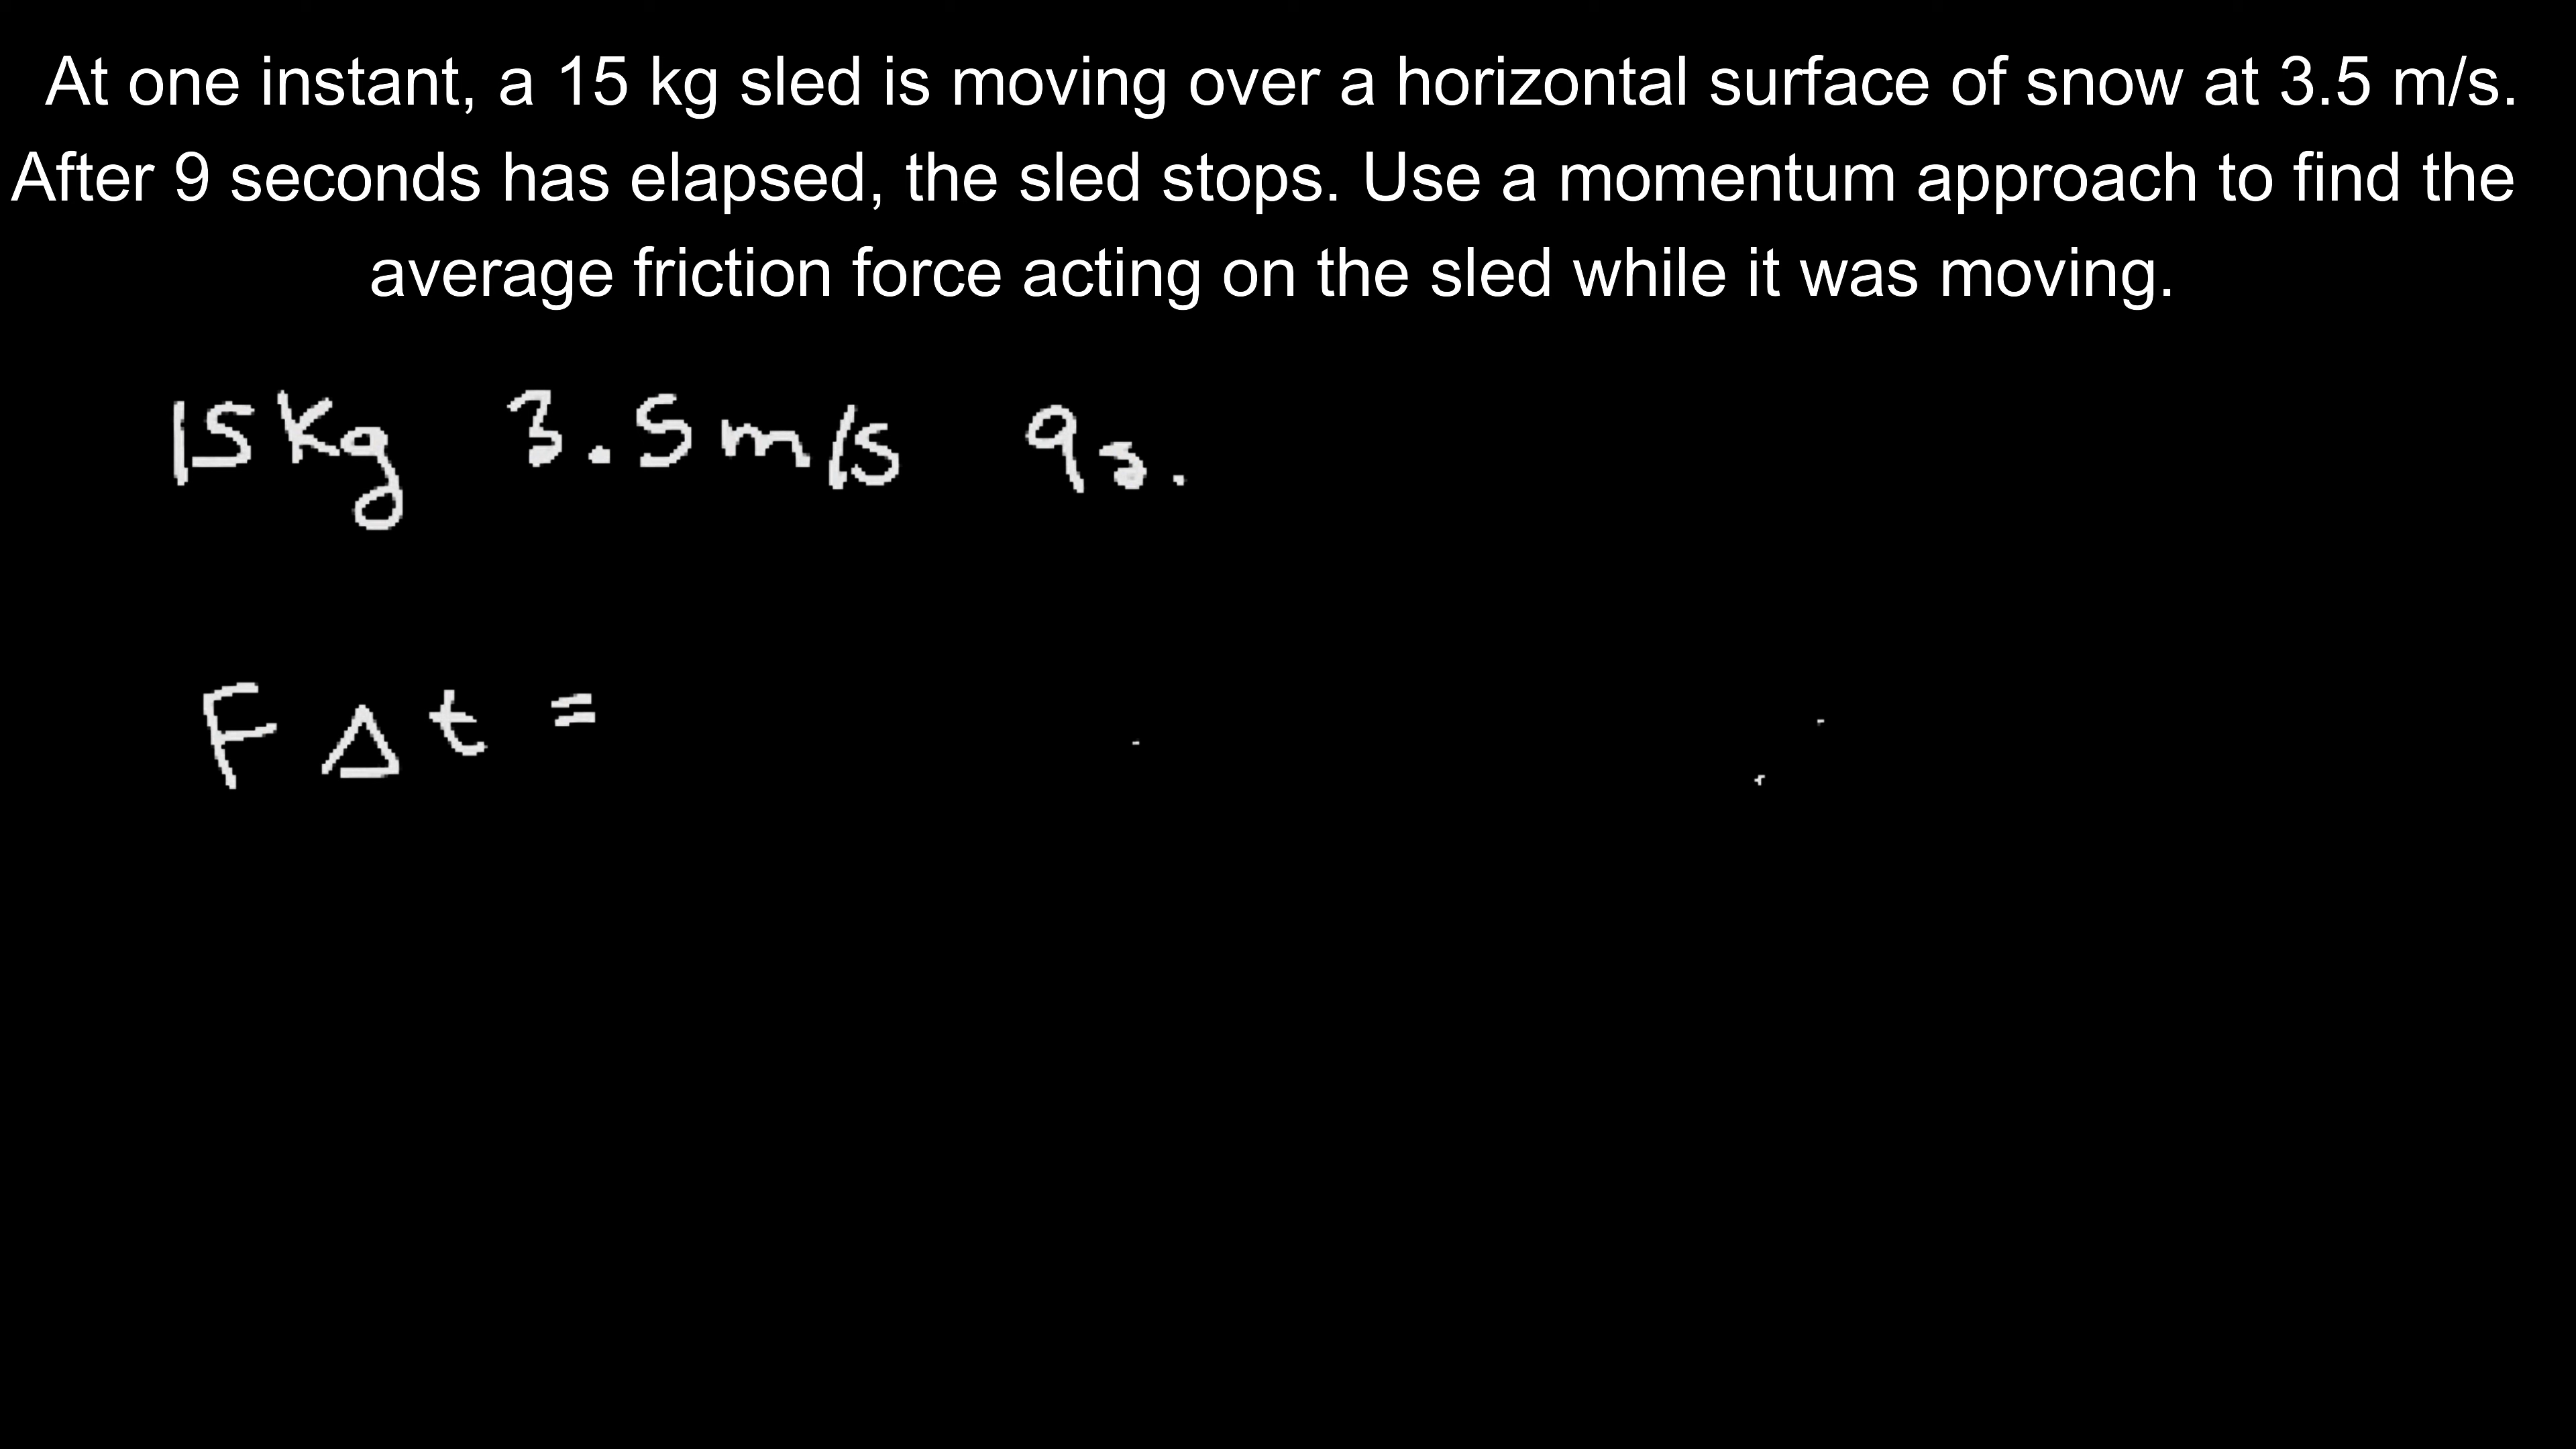 At one instant, a 15 kg sled is moving over a horizontal surface of snow at 3.5 m/s.
After 9 seconds has elapsed, the sled stops. Use a momentum approach to find the
average friction force acting on the sled while it was moving.
15kg 3.5m/s 9s.
F Δt =